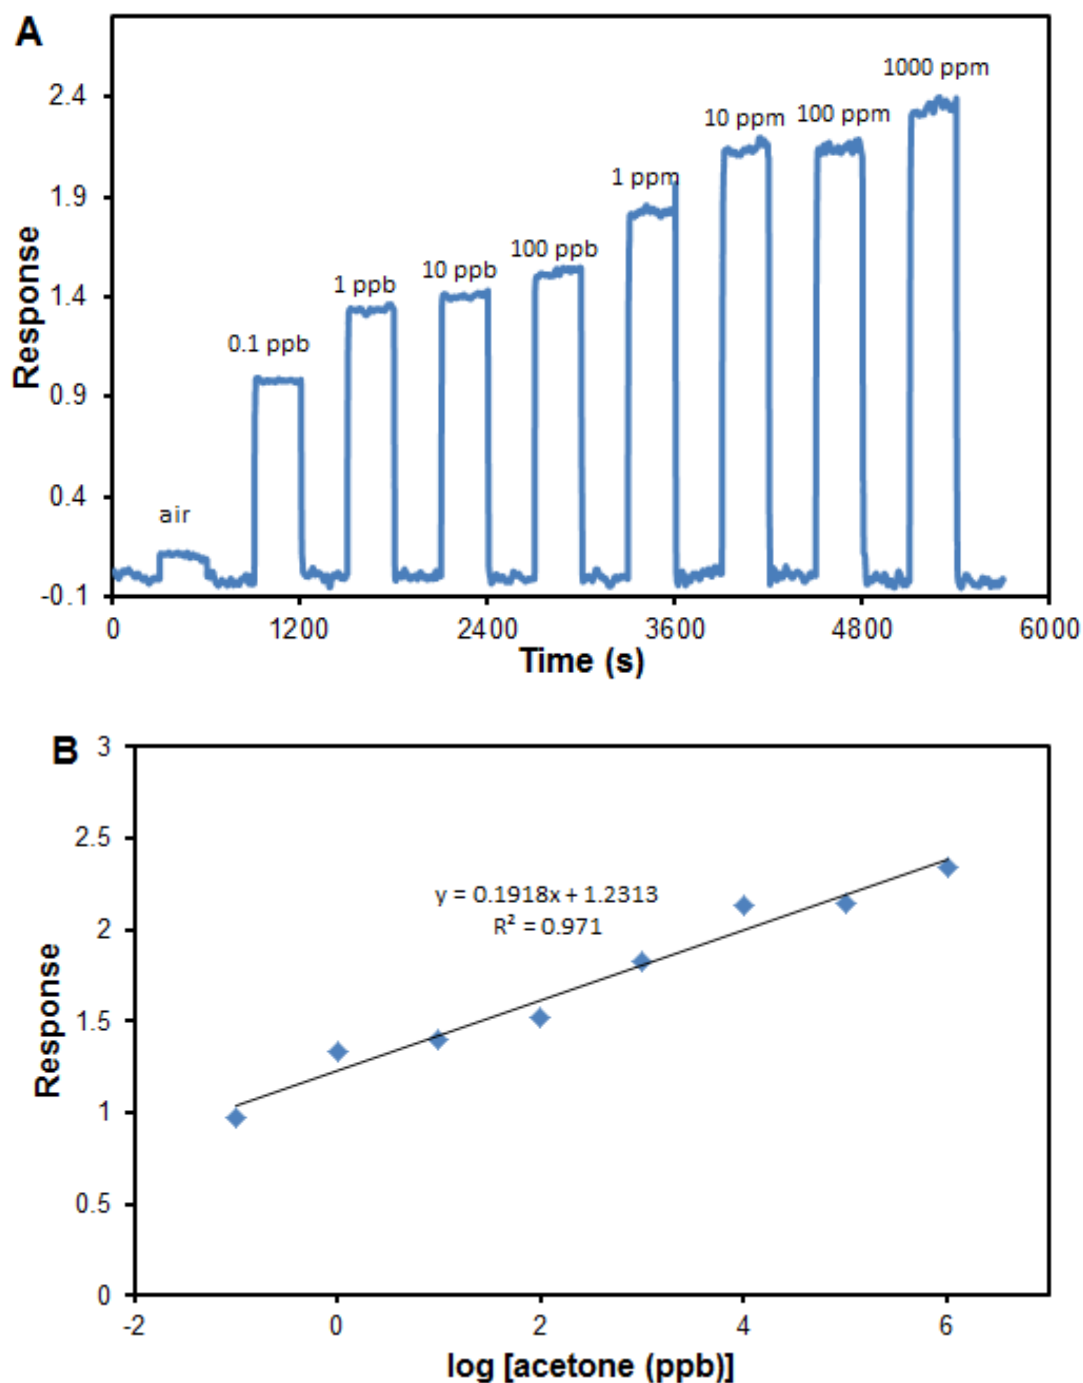 A
1000 ppm
2.4
10 ppm 100 ppm
1.9
1 ppm
100 ppb
10 ppb
1 ppb
1.4
0.1 ppb
0.9
0.4
air
-0.1
Response
0 1200 2400 3600 4800 6000
Time (s)
B
3
2.5
y = 0.1918x + 1.2313
R² = 0.971
2
1.5
1
0.5
0
Response
-2 0 2 4 6
log [acetone (ppb)]